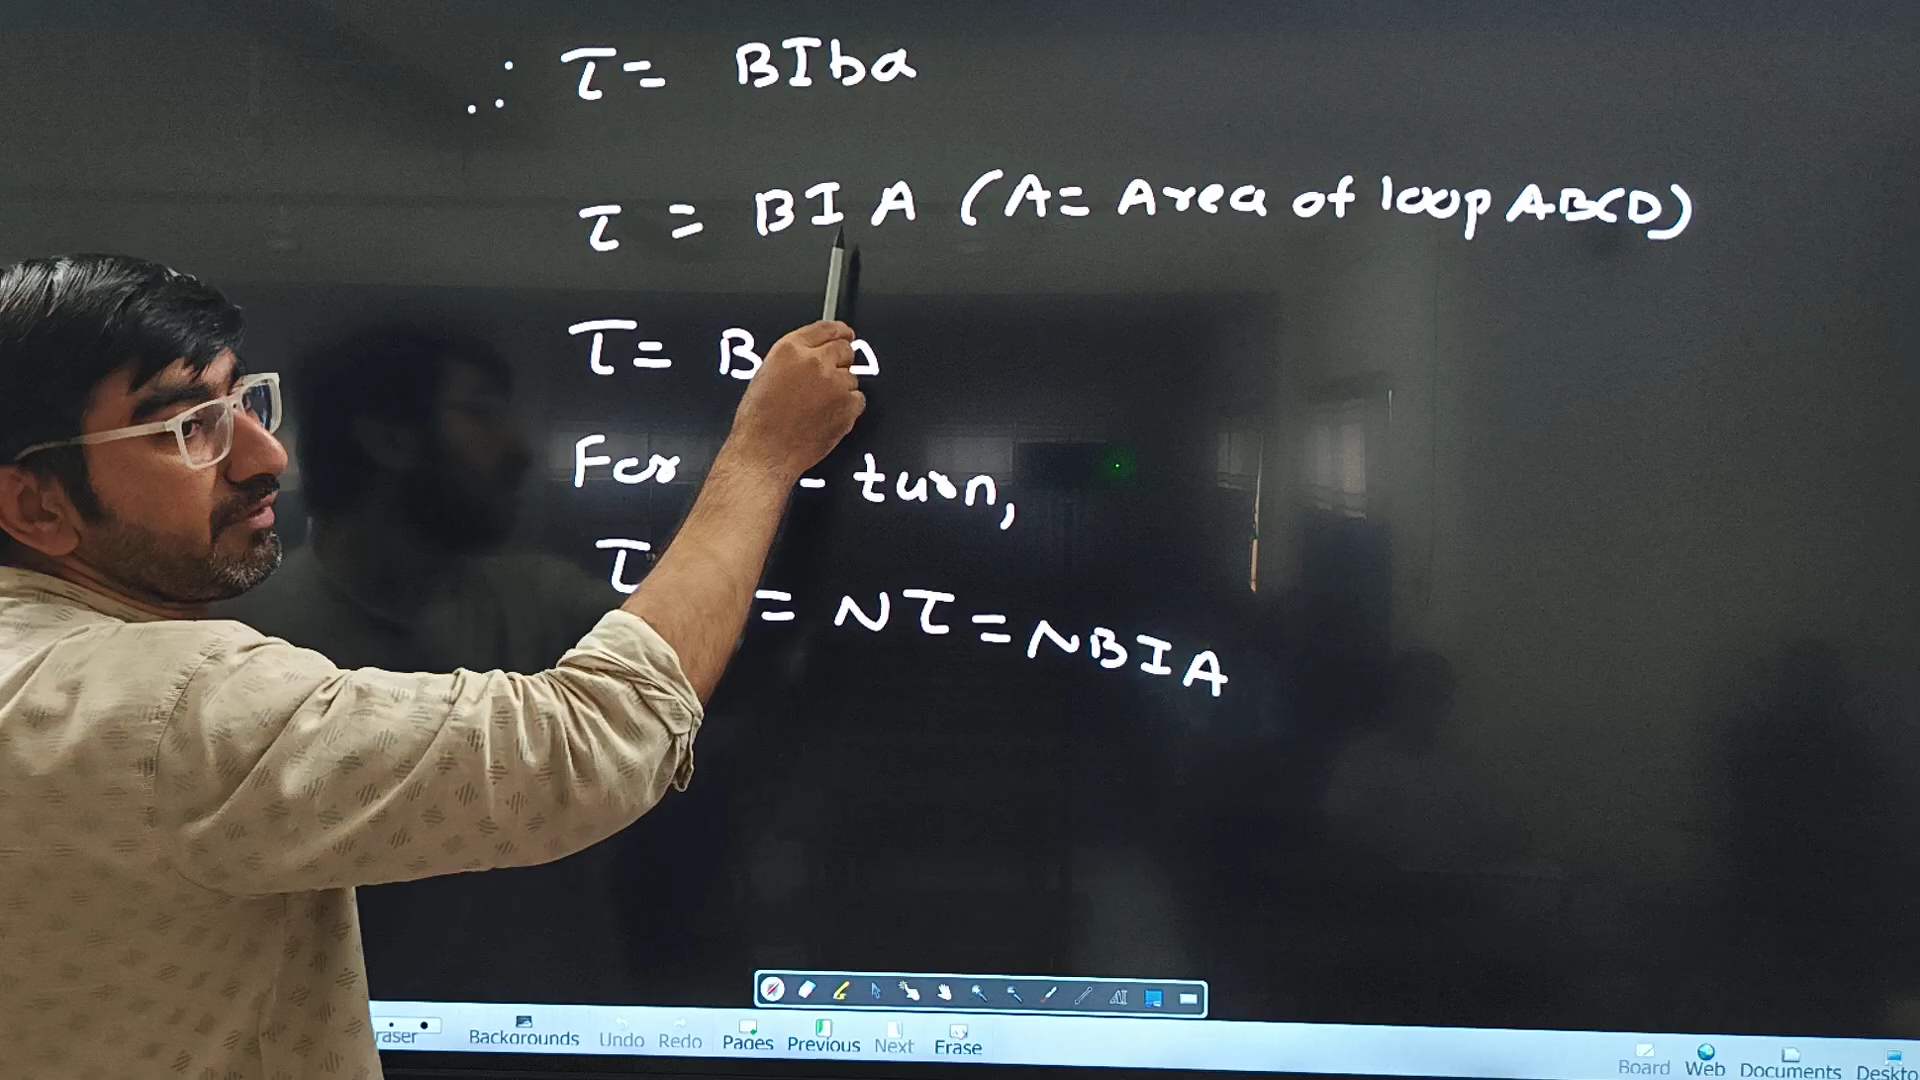 ∴ τ = BIba
τ = BIA (A = Area of loop ABCD)
τ = B
For - turn,
τ = Nτ = NBIA
Backgrounds Undo Redo Pages Previous Next Erase
Board Web Documents Deskto